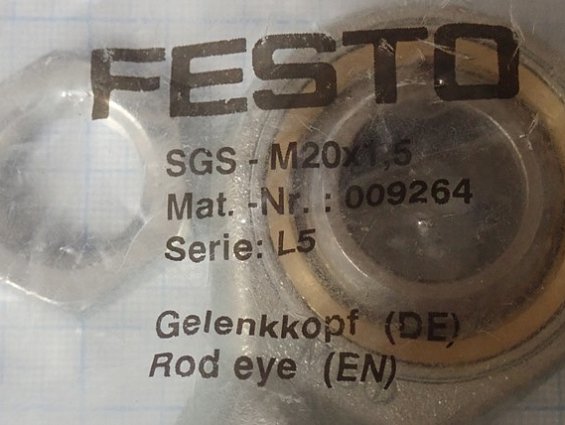 FESTO
SGS - M20x1,5
Mat. -Nr. : 009264
Serie: L5
Gelenkkopf (DE)
Rod eye (EN)